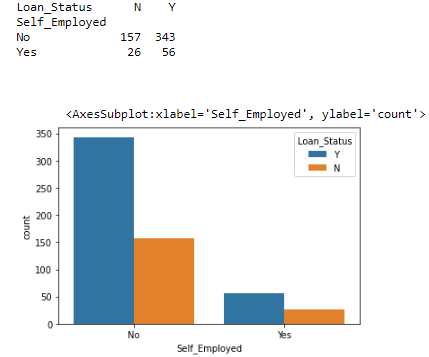 Loan_Status N Y
Self_Employed
No 157 343
Yes 26 56
<AxesSubplot:xlabel='Self_Employed', ylabel='count'>
350
300
250
200
150
100
50
0
count
Loan_Status
Y
N
No Yes
Self_Employed